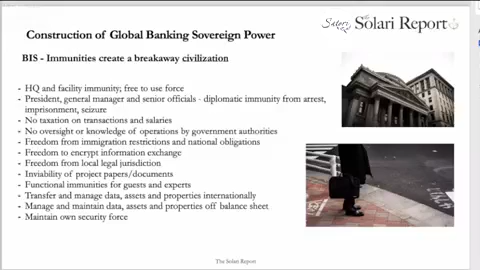 Solari Report
Construction of Global Banking Sovereign Power
BIS - Immunities create a breakaway civilization
- HQ and facility immunity; free to use force
- President, general manager and senior officials - diplomatic immunity from arrest,
imprisonment, seizure
- No taxation on transactions and salaries
- No oversight or knowledge of operations by government authorities
- Freedom from immigration restrictions and national obligations
- Freedom to encrypt information exchange
- Freedom from local legal jurisdiction
- Inviability of project papers/documents
- Functional immunities for guests and experts
- Transfer and manage data, assets and properties internationally
- Manage and maintain data, assets and properties off balance sheet
- Maintain own security force
The Solari Report